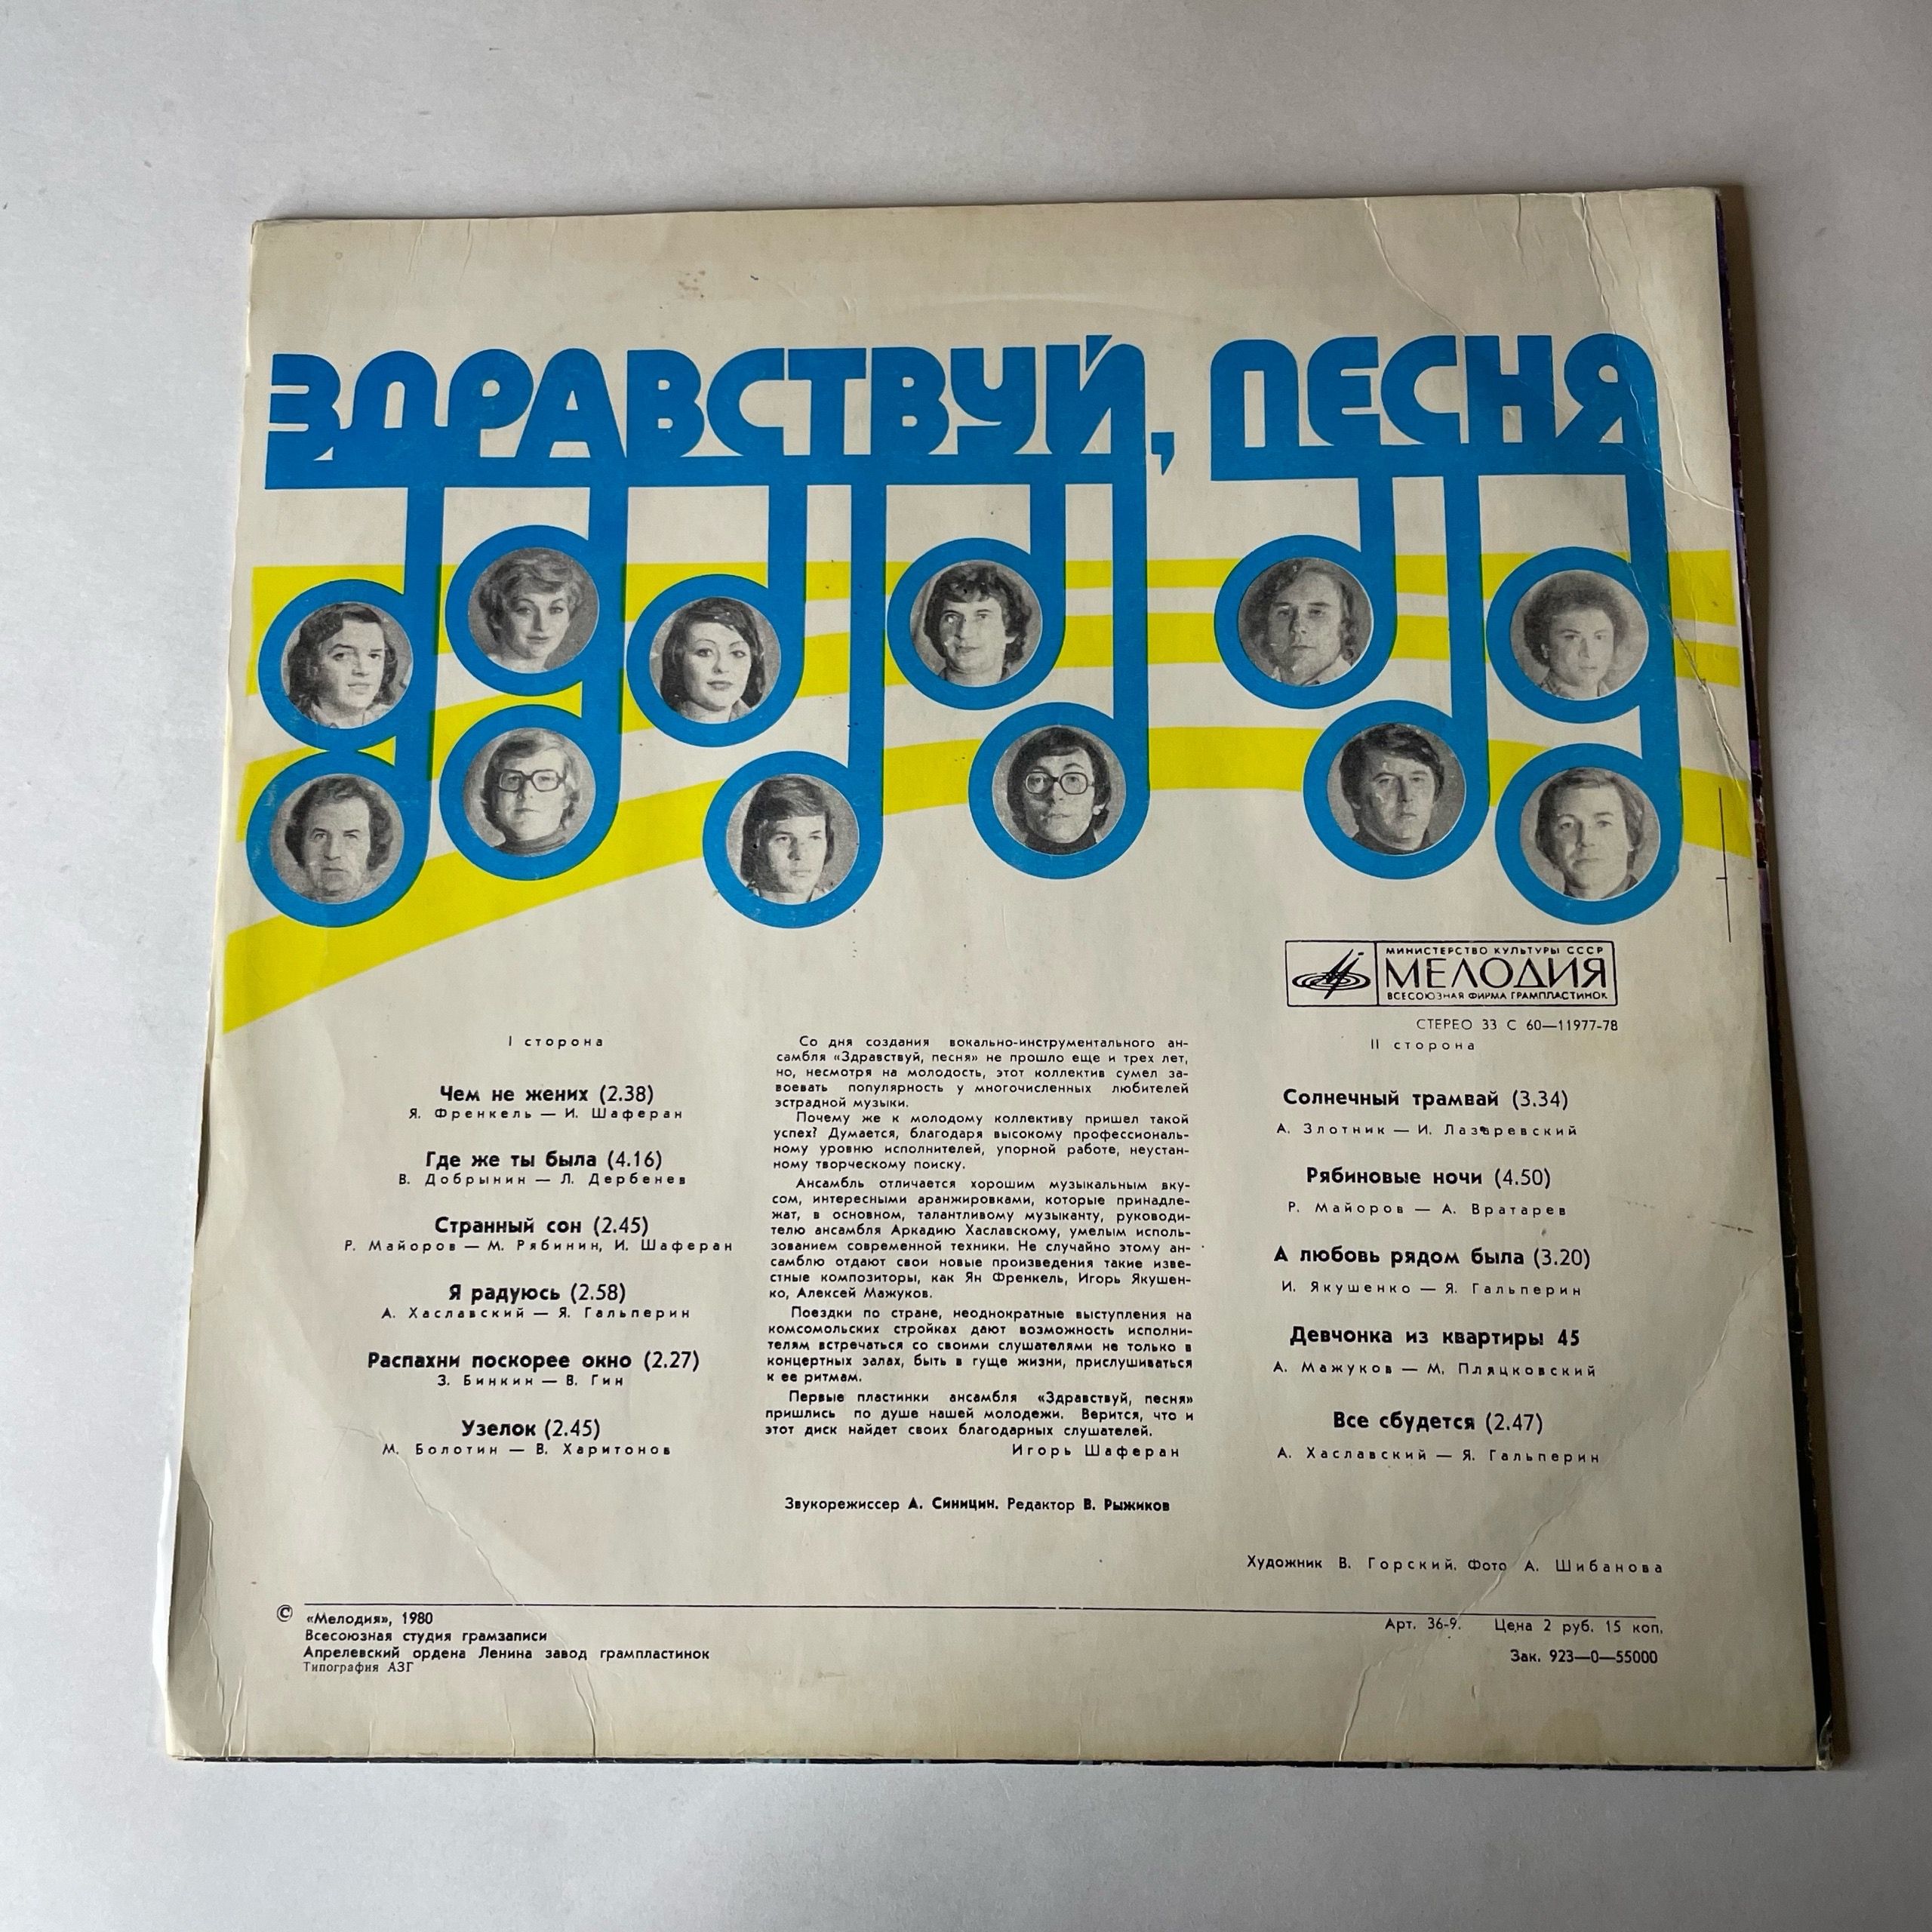 ЗДРАВСТВУЙ, ПЕСНЯ
МИНИСТЕРСТВО КУЛЬТУРЫ СССР
МЕЛОДИЯ
ВСЕСОЮЗНАЯ ФИРМА ГРАМПЛАСТИНОК
СТЕРЕО 33 С 60—11977-78
I сторона
Чем не жених (2.38)
Я. Френкель — И. Шаферан
Где же ты была (4.16)
В. Добрынин — Л. Дербенев
Странный сон (2.45)
Р. Майоров — М. Рябинин, И. Шаферан
Я радуюсь (2.58)
А. Хаславский — Я. Гальперин
Распахни поскорее окно (2.27)
З. Бинкин — В. Гин
Узелок (2.45)
М. Болотин — В. Харитонов
Со дня создания вокально-инструментального ан-
самбля «Здравствуй, песня» не прошло еще и трех лет,
но, несмотря на молодость, этот коллектив сумел за-
воевать популярность у многочисленных любителей
эстрадной музыки.
Почему же к молодому коллективу пришел такой
успех? Думается, благодаря высокому профессиональ-
ному уровню исполнителей, упорной работе, неустан-
ному творческому поиску.
Ансамбль отличается хорошим музыкальным вку-
сом, интересными аранжировками, которые принадле-
жат, в основном, талантливому музыканту, руководи-
телю ансамбля Аркадию Хаславскому, умелым исполь-
зованием современной техники. Не случайно этому ан-
самблю отдают свои новые произведения такие изве-
стные композиторы, как Ян Френкель, Игорь Якушен-
ко, Алексей Мажуков.
Поездки по стране, неоднократные выступления на
комсомольских стройках дают возможность исполни-
телям встречаться со своими слушателями не только в
концертных залах, быть в гуще жизни, прислушиваться
к ее ритмам.
Первые пластинки ансамбля «Здравствуй, песня»
пришлись по душе нашей молодежи. Верится, что и
этот диск найдет своих благодарных слушателей.
Игорь Шаферан
Звукорежиссер А. Синицин. Редактор В. Рыжиков
II сторона
Солнечный трамвай (3.34)
А. Злотник — И. Лазаревский
Рябиновые ночи (4.50)
Р. Майоров — А. Вратарев
А любовь рядом была (3.20)
И. Якушенко — Я. Гальперин
Девчонка из квартиры 45
А. Мажуков — М. Пляцковский
Все сбудется (2.47)
А. Хаславский — Я. Гальперин
Художник В. Горский. Фото А. Шибанова
© «Мелодия», 1980
Всесоюзная студия грамзаписи
Апрелевский ордена Ленина завод грампластинок
Типография АЗГ
Арт. 36-9. Цена 2 руб. 15 коп.
Зак. 923—0—55000